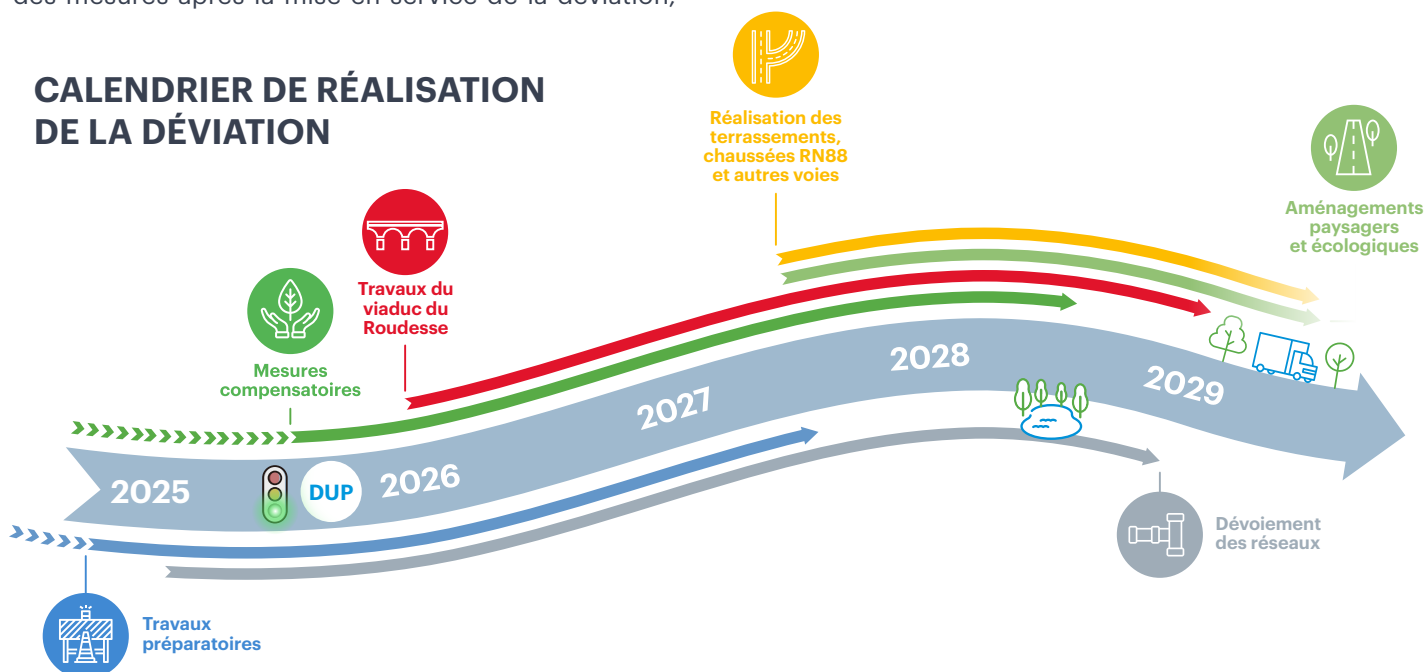 des mesures après la mise en service de la déviation,
CALENDRIER DE RÉALISATION
DE LA DÉVIATION
Réalisation des
terrassements,
chaussées RN88
et autres voies
Aménagements
paysagers
et écologiques
Travaux du
viaduc du
Roudesse
Mesures
compensatoires
2025
DUP
2026
2027
2028
2029
Dévoiement
des réseaux
Travaux
préparatoires